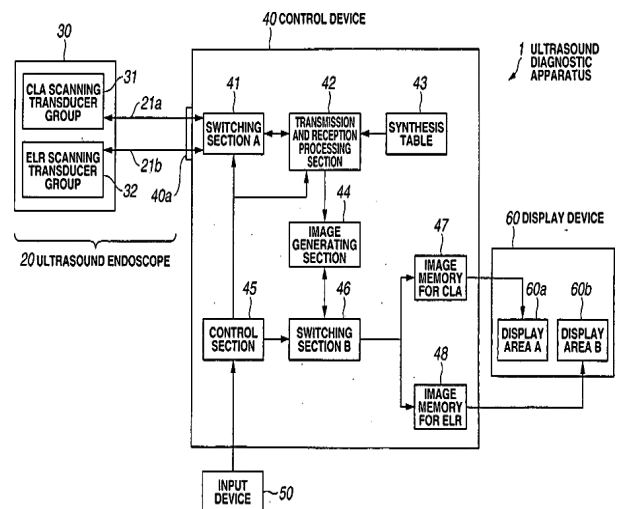 40 CONTROL DEVICE
1 ULTRASOUND
DIAGNOSTIC
APPARATUS
30
31
CLA SCANNING
TRANSDUCER
GROUP
21a
ELR SCANNING
TRANSDUCER
GROUP
32
21b
40a
20 ULTRASOUND ENDOSCOPE
41
SWITCHING
SECTION A
42
TRANSMISSION
AND RECEPTION
PROCESSING
SECTION
43
SYNTHESIS
TABLE
44
IMAGE
GENERATING
SECTION
45
CONTROL
SECTION
46
SWITCHING
SECTION B
47
IMAGE
MEMORY
FOR CLA
48
IMAGE
MEMORY
FOR ELR
60 DISPLAY DEVICE
60a
DISPLAY
AREA A
60b
DISPLAY
AREA B
INPUT
DEVICE
50